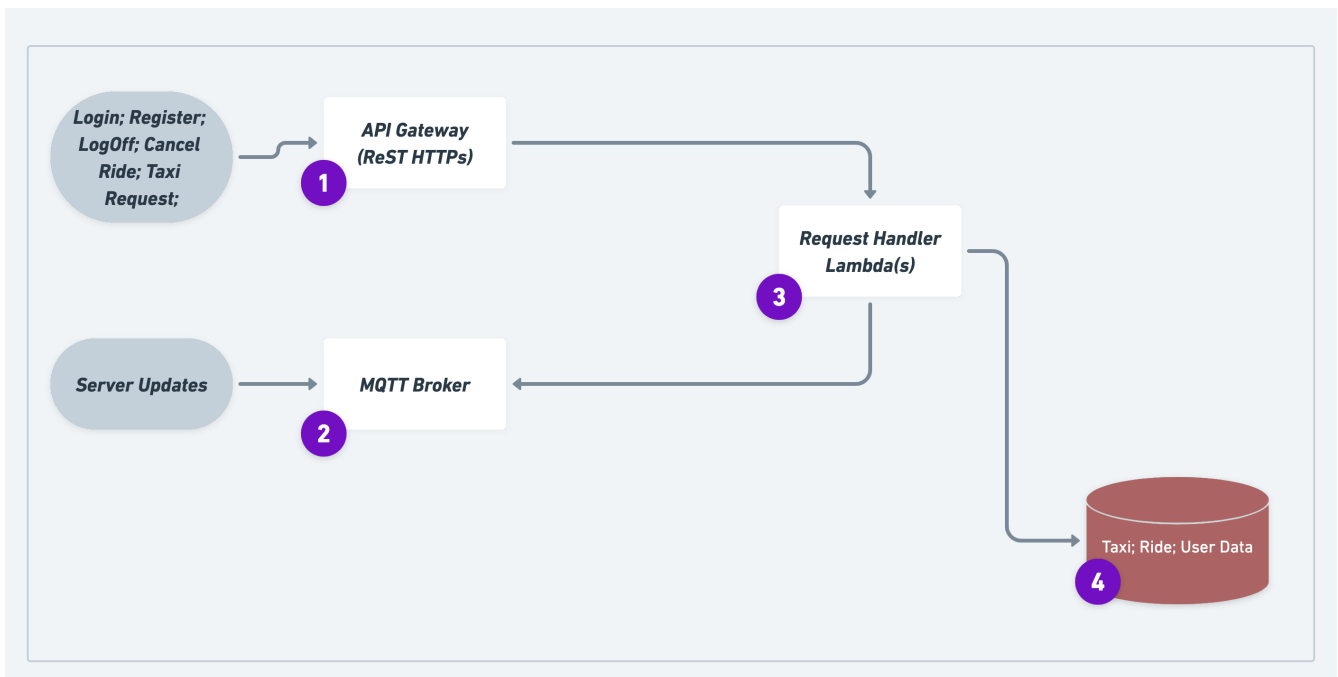 Login; Register;
LogOff; Cancel
Ride; Taxi
Request;
API Gateway
(ReST HTTPs)
1
Request Handler
Lambda(s)
3
Server Updates
MQTT Broker
2
Taxi; Ride; User Data
4